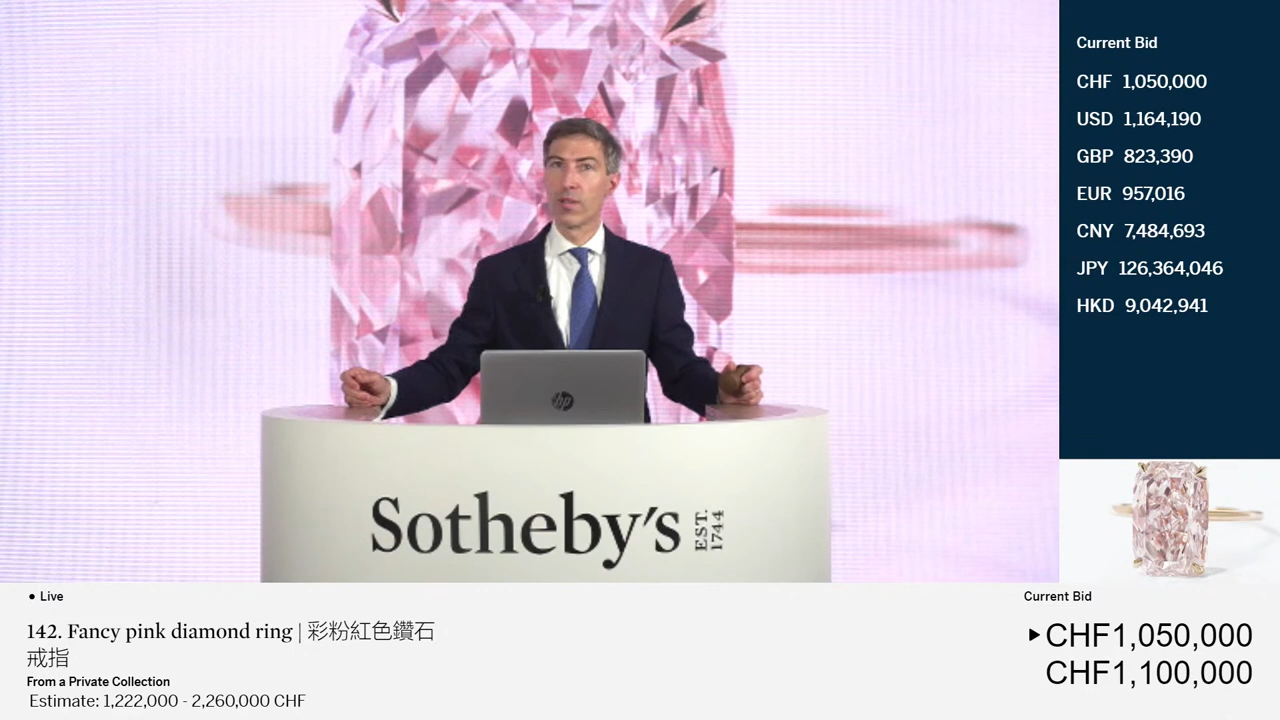 Current Bid
CHF 1,050,000
USD 1,164,190
GBP 823,390
EUR 957,016
CNY 7,484,693
JPY 126,364,046
HKD 9,042,941
hp
Sotheby's
EST.
1744
• Live
142. Fancy pink diamond ring | 彩粉紅色鑽石
戒指
From a Private Collection
Estimate: 1,222,000 - 2,260,000 CHF
Current Bid
CHF1,050,000
CHF1,100,000